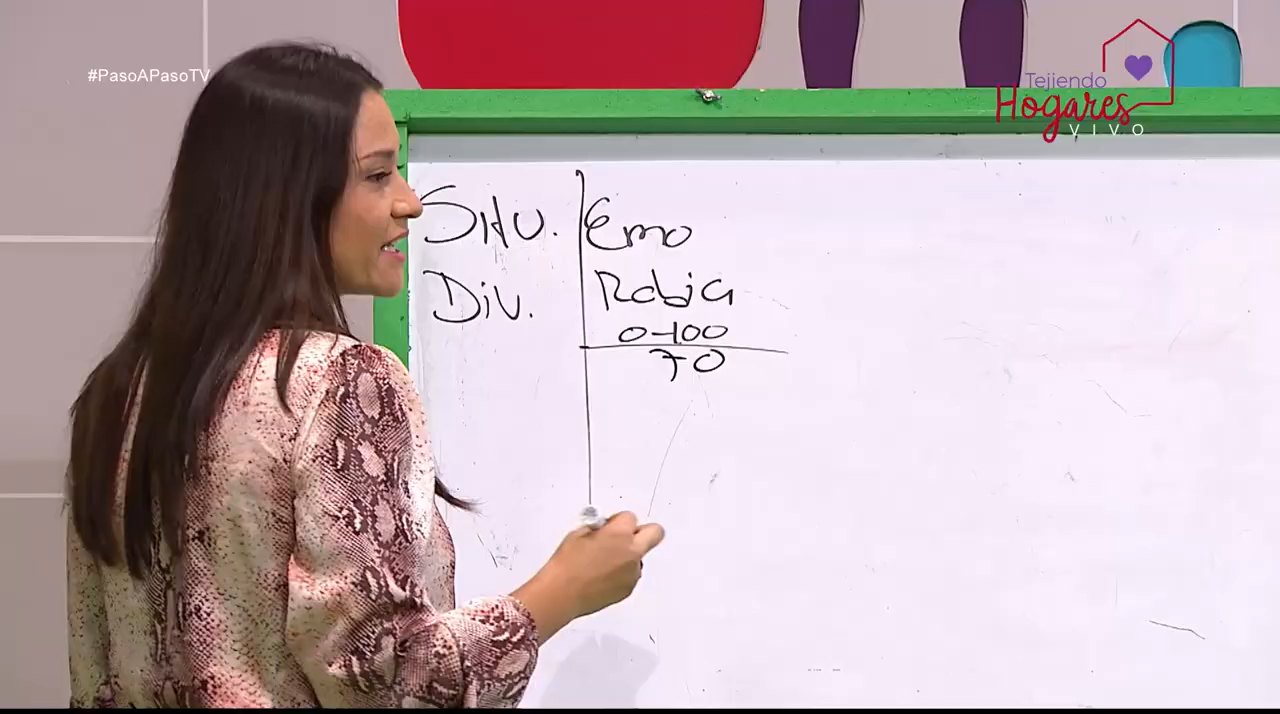 #PasoAPasoTV
Tejiendo
Hogares
VIVO
Situ. Emo
Div. Rabia
0-100
70